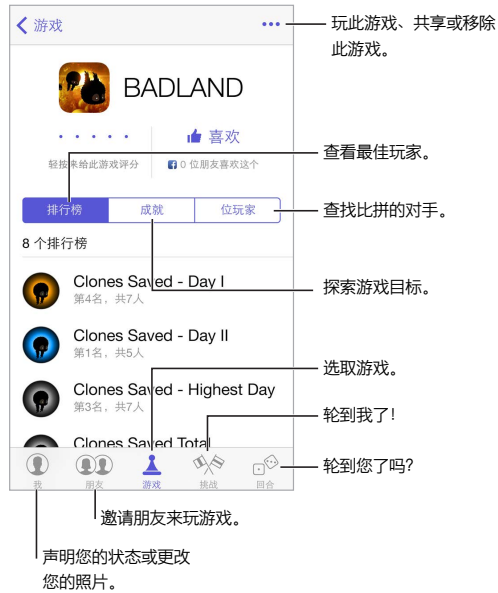 游戏
玩此游戏、共享或移除
此游戏。
BADLAND
喜欢
轻按来给此游戏评分
0 位朋友喜欢这个
查看最佳玩家。
排行榜
成就
位玩家
查找比拼的对手。
8 个排行榜
Clones Saved - Day I
第4名，共7人
探索游戏目标。
Clones Saved - Day II
第1名，共5人
选取游戏。
Clones Saved - Highest Day
第3名，共7人
轮到我了！
Clones Saved Total
轮到您了吗？
我
朋友
游戏
挑战
回合
邀请朋友来玩游戏。
声明您的状态或更改
您的照片。